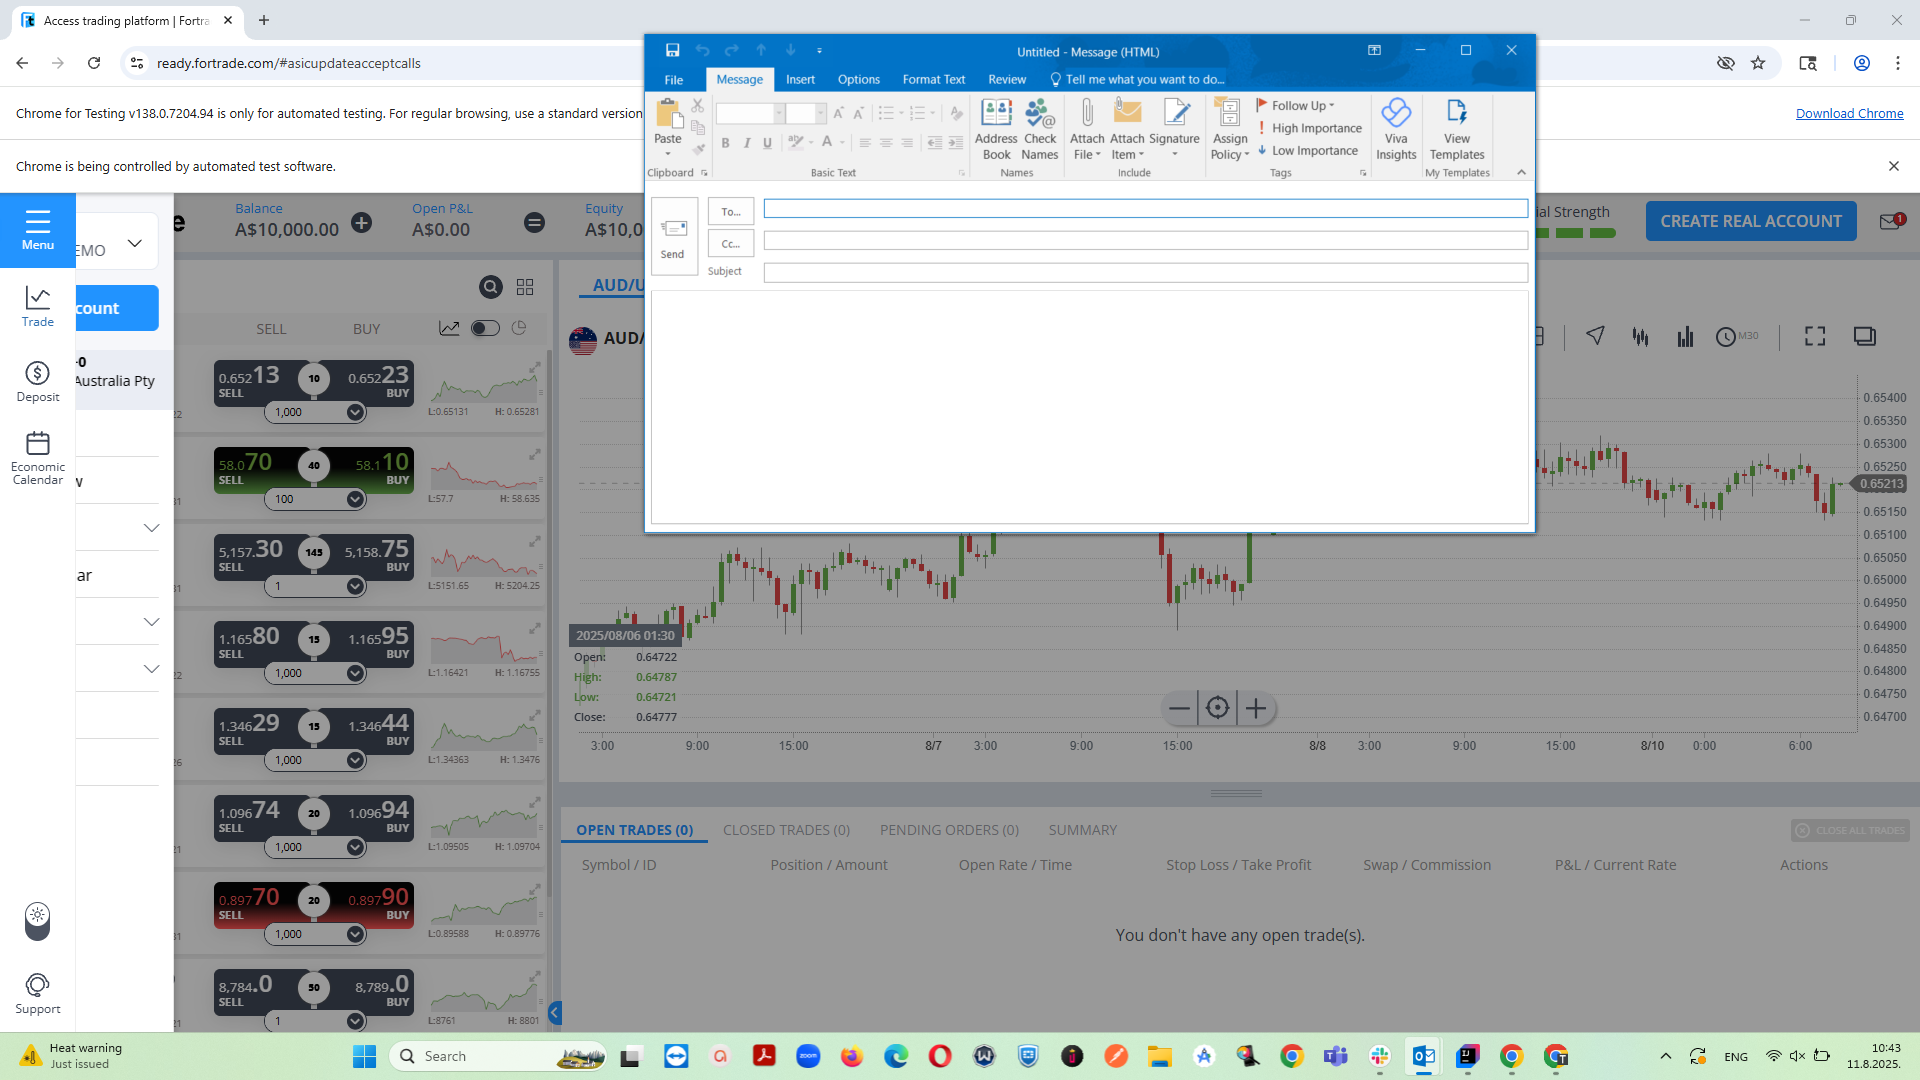 Access trading platform | Fortra
ready.fortrade.com/#asicupdateacceptcalls
Chrome for Testing v138.0.7204.94 is only for automated testing. For regular browsing, use a standard version
Download Chrome
Chrome is being controlled by automated test software.
Untitled - Message (HTML)
File
Message
Insert
Options
Format Text
Review
Tell me what you want to do...
Paste
B I U
A
Address Book
Check Names
Attach File
Attach Item
Signature
Assign Policy
Follow Up
High Importance
Low Importance
Viva Insights
View Templates
Clipboard
Basic Text
Names
Include
Tags
My Templates
Send
To...
Cc...
Subject
Menu
Trade
Deposit
Economic Calendar
Support
e
EMO
count
-0
Australia Pty
w
ar
Balance
A$10,000.00
Open P&L
A$0.00
Equity
A$10,0
ial Strength
CREATE REAL ACCOUNT
1
SELL
BUY
0.65213
SELL
10
0.65223
BUY
1,000
L:0.65131
H: 0.65281
22
58.070
SELL
40
58.110
BUY
100
L:57.7
H: 58.635
31
5,157.30
SELL
145
5,158.75
BUY
1
L:5151.65
H: 5204.25
31
1.16580
SELL
15
1.16595
BUY
1,000
L:1.16421
H: 1.16755
22
1.34629
SELL
15
1.34644
BUY
1,000
L:1.34363
H: 1.3476
26
1.09674
SELL
20
1.09694
BUY
1,000
L:1.09505
H: 1.09704
21
0.89770
SELL
20
0.89790
BUY
1,000
L:0.89588
H: 0.89776
31
8,784.0
SELL
50
8,789.0
BUY
1
L:8761
H: 8801
21
AUD/U
AUD/
M30
0.65400
0.65350
0.65300
0.65250
0.65213
0.65150
0.65100
0.65050
0.65000
0.64950
0.64900
0.64850
0.64800
0.64750
0.64700
2025/08/06 01:30
Open: 0.64722
High: 0.64787
Low: 0.64721
Close: 0.64777
3:00 9:00 15:00 8/7 3:00 9:00 15:00 8/8 3:00 9:00 15:00 8/10 0:00 6:00
OPEN TRADES (0)
CLOSED TRADES (0)
PENDING ORDERS (0)
SUMMARY
CLOSE ALL TRADES
Symbol / ID
Position / Amount
Open Rate / Time
Stop Loss / Take Profit
Swap / Commission
P&L / Current Rate
Actions
You don't have any open trade(s).
Heat warning
Just issued
Search
zoom
ENG
10:43
11.8.2025.